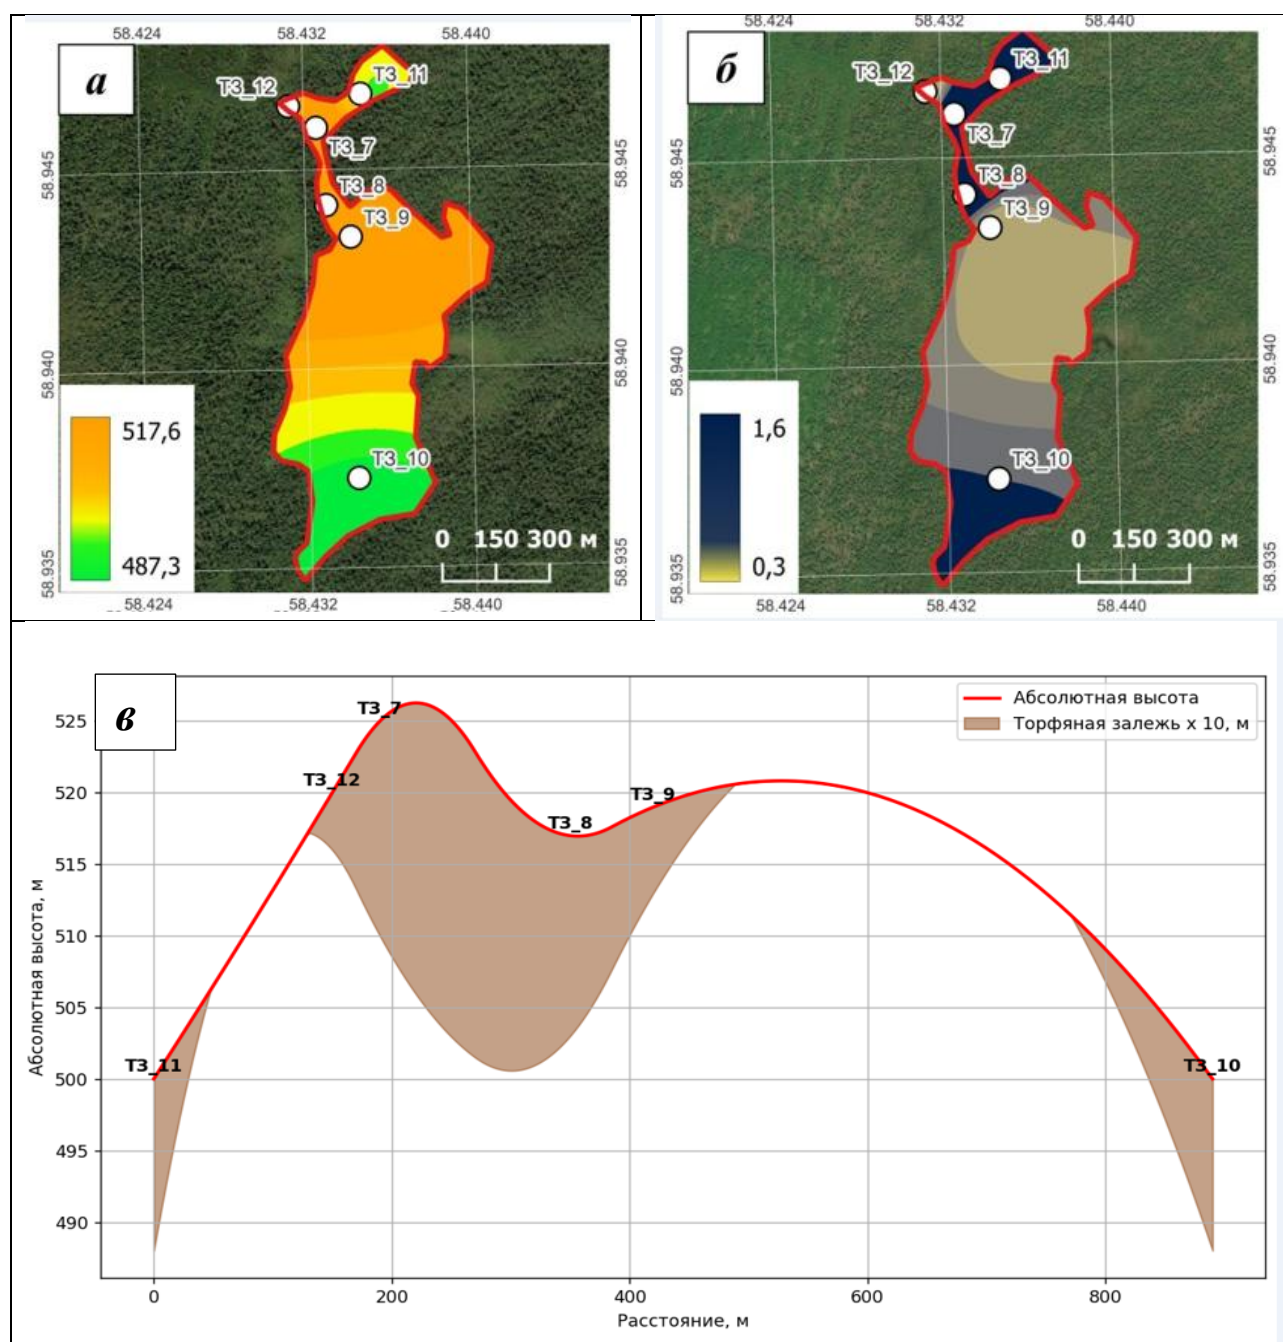 58.424 58.432 58.440
а
ТЗ_11
ТЗ_12
ТЗ_7
58.945 58.945
ТЗ_8
ТЗ_9
58.940 58.940
517,6
487,3
ТЗ_10
0 150 300 м
58.935 58.935
58.424 58.432 58.440
58.424 58.432 58.440
б
ТЗ_11
ТЗ_12
ТЗ_7
58.945 58.945
ТЗ_8
ТЗ_9
58.940 58.940
1,6
0,3
ТЗ_10
0 150 300 м
58.935 58.935
58.424 58.432 58.440
в
Абсолютная высота
Торфяная залежь x 10, м
ТЗ_7
ТЗ_12
ТЗ_8
ТЗ_9
ТЗ_11
ТЗ_10
525
520
515
510
505
500
495
490
Абсолютная высота, м
0 200 400 600 800
Расстояние, м